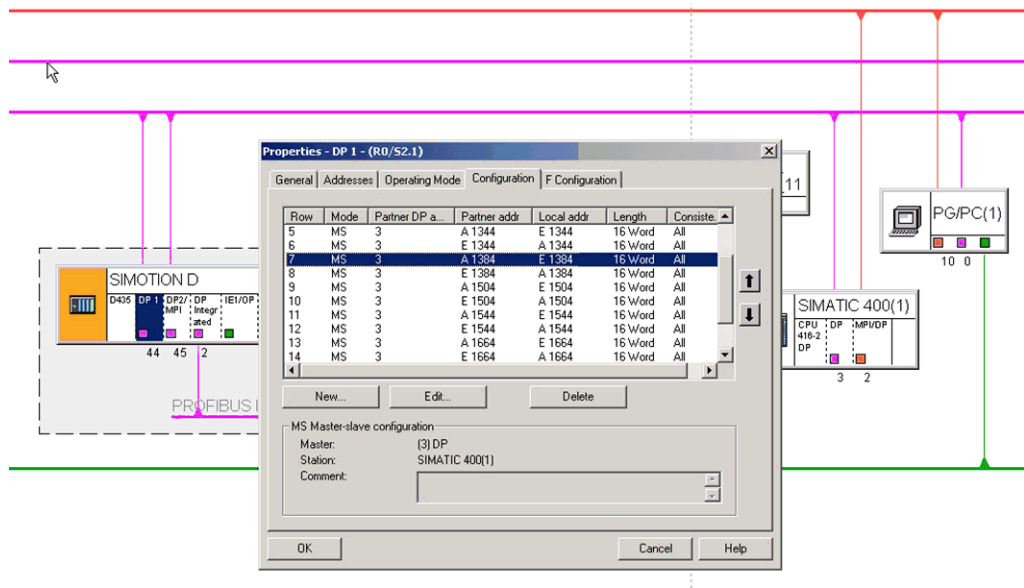 Properties - DP 1 - (R0/S2.1)
General Addresses Operating Mode Configuration F Configuration
Row Mode Partner DP a... Partner addr Local addr Length Consiste.
5 MS 3 A 1344 E 1344 16 Word All
6 MS 3 E 1344 A 1344 16 Word All
7 MS 3 A 1384 E 1384 16 Word All
8 MS 3 E 1384 A 1384 16 Word All
9 MS 3 A 1504 E 1504 16 Word All
10 MS 3 E 1504 A 1504 16 Word All
11 MS 3 A 1544 E 1544 16 Word All
12 MS 3 E 1544 A 1544 16 Word All
13 MS 3 A 1664 E 1664 16 Word All
14 MS 3 E 1664 A 1664 16 Word All
New... Edit... Delete
MS Master-slave configuration
Master: (3) DP
Station: SIMATIC 400(1)
Comment:
OK Cancel Help
SIMOTION D
D435 DP 1 DP2/ DP IE1/OP
MPI Integr
ated
44 45 2
PROFIBUS
11
PG/PC(1)
10 0
SIMATIC 400(1)
CPU DP MPI/DP
416-2
DP
3 2